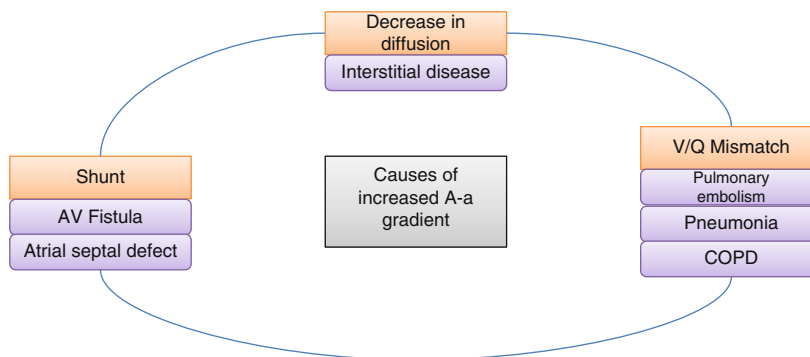 Decrease in
diffusion
Interstitial disease
Shunt
AV Fistula
Atrial septal defect
Causes of
increased A-a
gradient
V/Q Mismatch
Pulmonary
embolism
Pneumonia
COPD